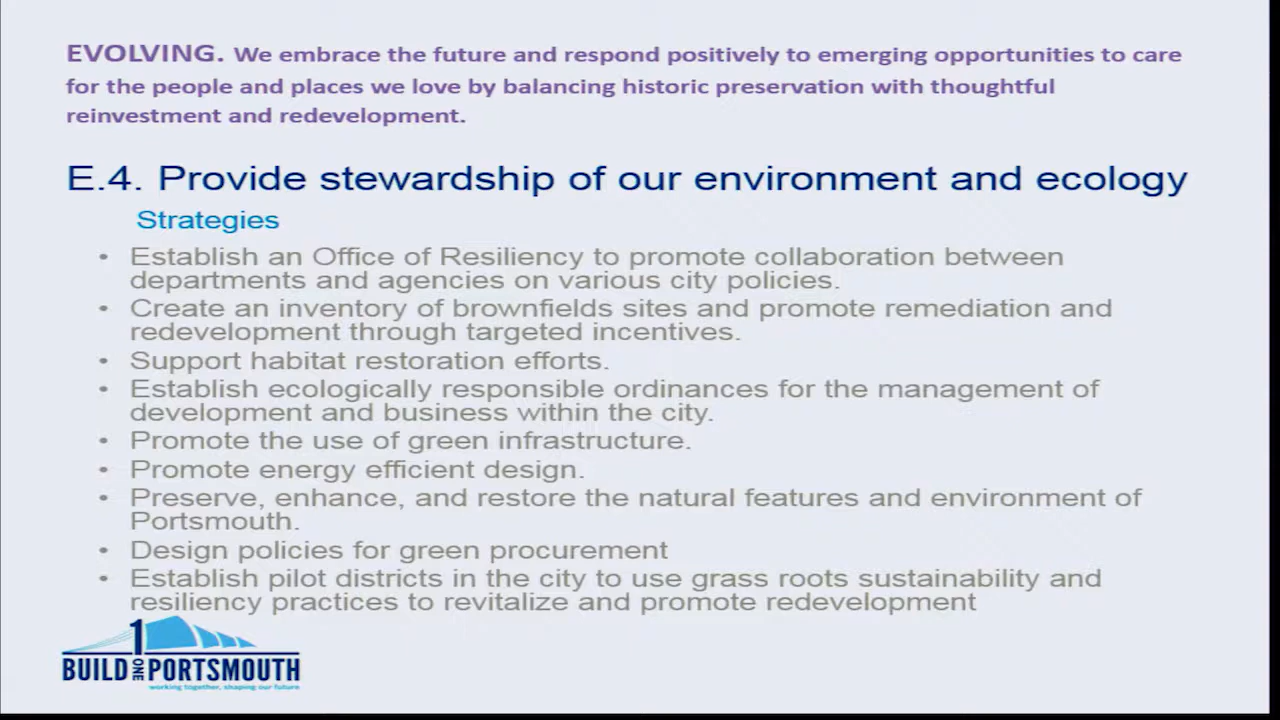 EVOLVING. We embrace the future and respond positively to emerging opportunities to care
for the people and places we love by balancing historic preservation with thoughtful
reinvestment and redevelopment.
E.4. Provide stewardship of our environment and ecology
Strategies
• Establish an Office of Resiliency to promote collaboration between
departments and agencies on various city policies.
• Create an inventory of brownfields sites and promote remediation and
redevelopment through targeted incentives.
• Support habitat restoration efforts.
• Establish ecologically responsible ordinances for the management of
development and business within the city.
• Promote the use of green infrastructure.
• Promote energy efficient design.
• Preserve, enhance, and restore the natural features and environment of
Portsmouth.
• Design policies for green procurement
• Establish pilot districts in the city to use grass roots sustainability and
resiliency practices to revitalize and promote redevelopment
BUILD 1 ONE PORTSMOUTH
working together, shaping our future